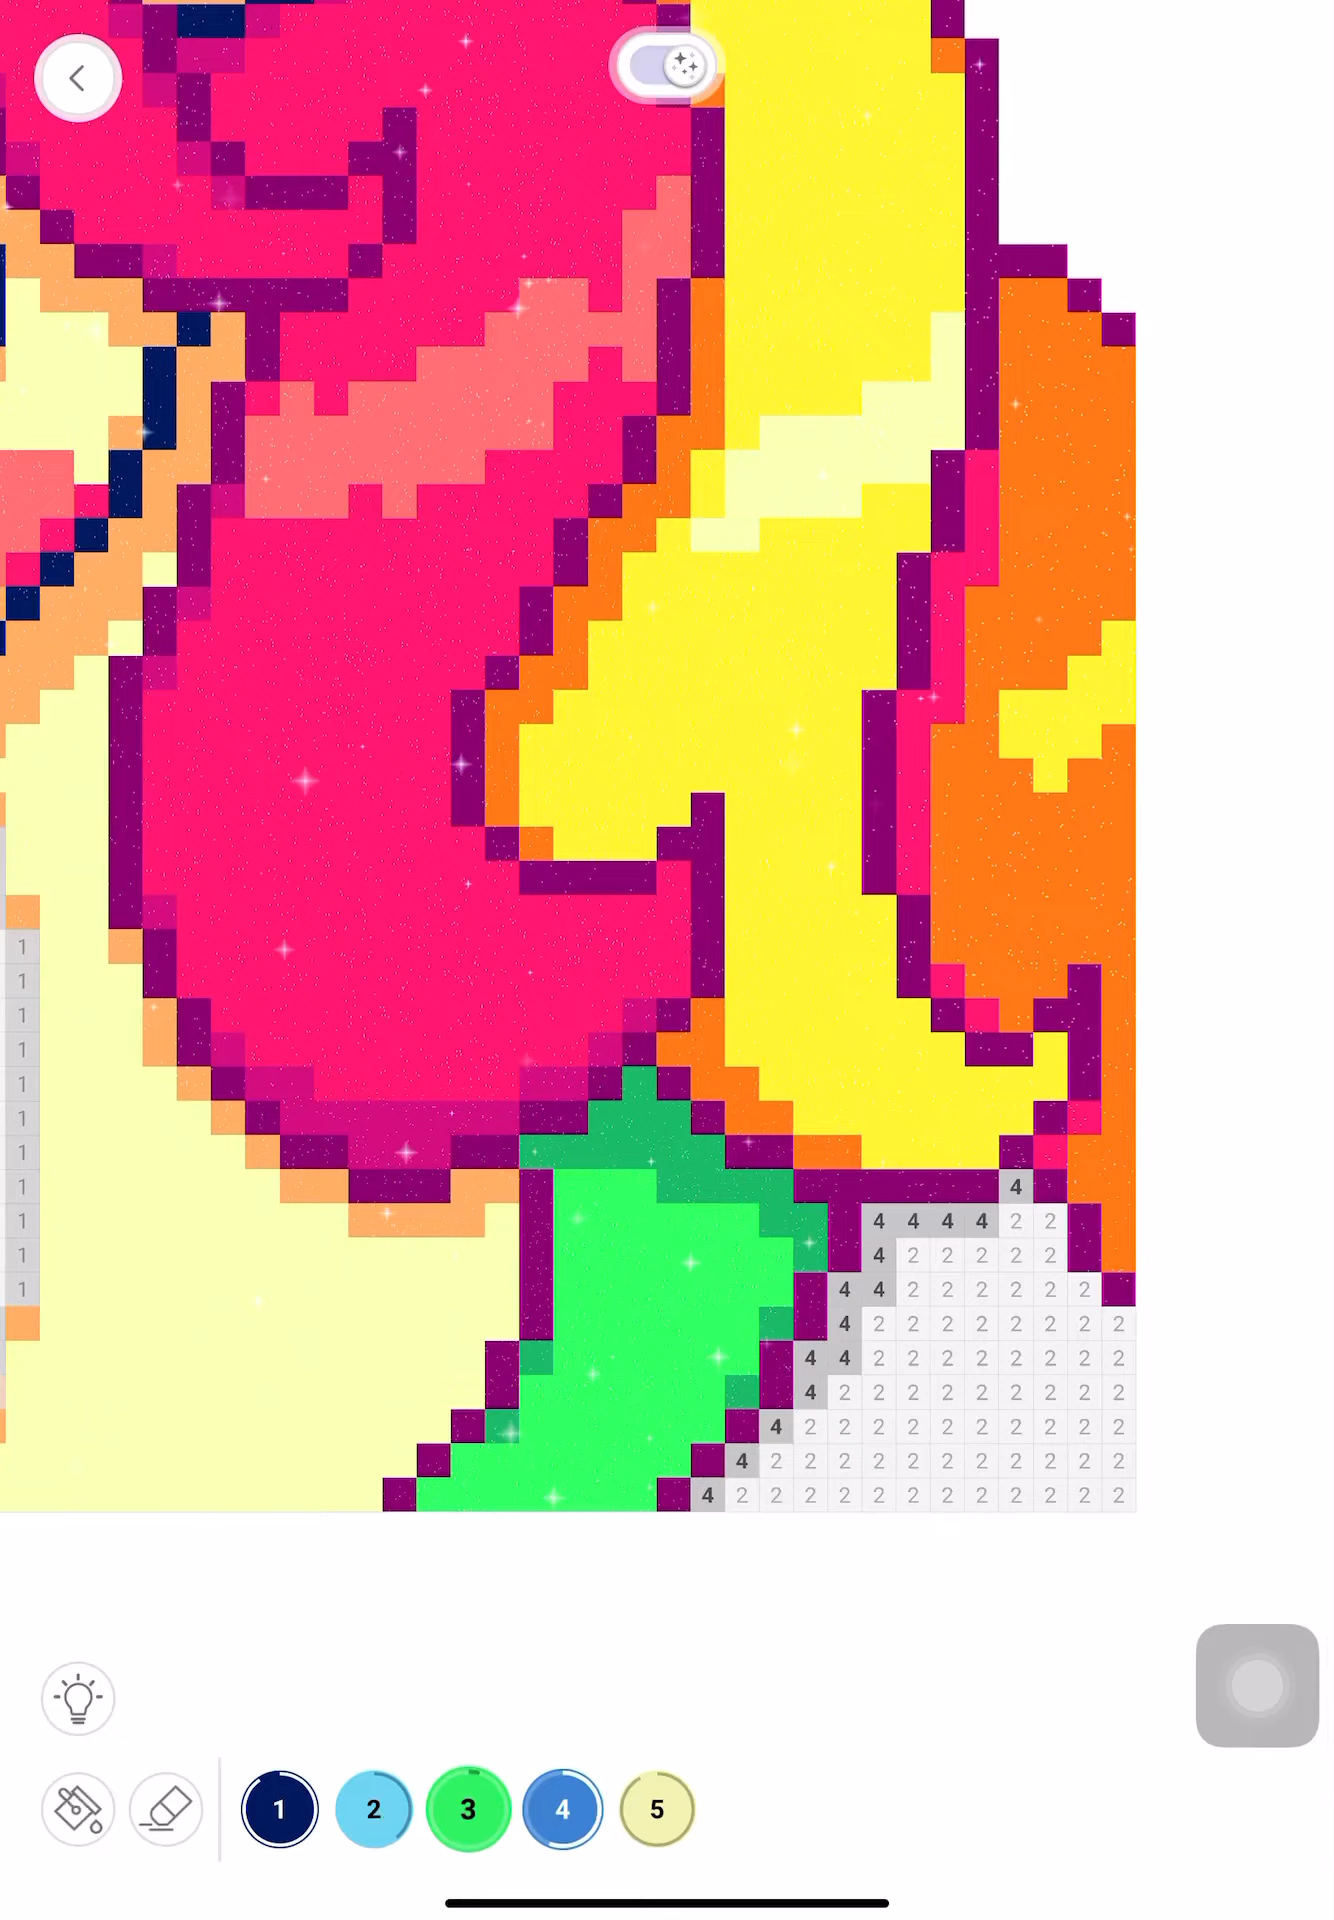 1
1
1
1
1
1
1
1 4
1 4 4 4 4 2 2
1 4 2 2 2 2 2
1 4 4 2 2 2 2 2 2
4 2 2 2 2 2 2 2 2
4 4 2 2 2 2 2 2 2 2
4 2 2 2 2 2 2 2 2 2
4 2 2 2 2 2 2 2 2 2 2
4 2 2 2 2 2 2 2 2 2 2 2
4 2 2 2 2 2 2 2 2 2 2 2 2
1 2 3 4 5